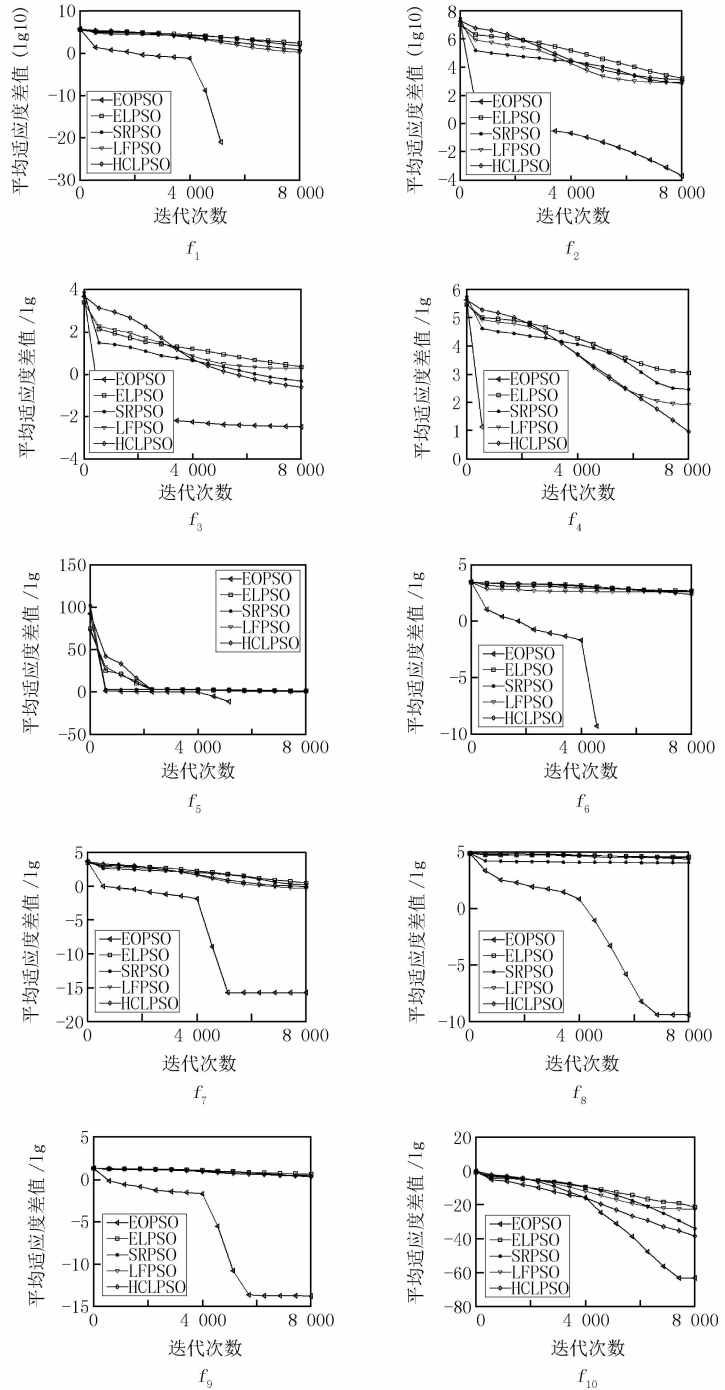 平均适应度差值(lg10)
10
0
-10
-20
-30
EOPSO
ELPSO
SRPSO
LFPSO
HCLPSO
0
4 000
8 000
迭代次数
f1
平均适应度差值(lg10)
8
6
4
2
0
-2
-4
EOPSO
ELPSO
SRPSO
LFPSO
HCLPSO
0
4 000
8 000
迭代次数
f2
平均适应度差值/lg
4
2
0
-2
-4
EOPSO
ELPSO
SRPSO
LFPSO
HCLPSO
0
4 000
8 000
迭代次数
f3
平均适应度差值/lg
6
5
4
3
2
1
0
EOPSO
ELPSO
SRPSO
LFPSO
HCLPSO
0
4 000
8 000
迭代次数
f4
平均适应度差值/lg
150
100
50
0
-50
EOPSO
ELPSO
SRPSO
LFPSO
HCLPSO
0
4 000
8 000
迭代次数
f5
平均适应度差值/lg
5
0
-5
-10
EOPSO
ELPSO
SRPSO
LFPSO
HCLPSO
0
4 000
8 000
迭代次数
f6
平均适应度差值/lg
5
0
-5
-10
-15
-20
EOPSO
ELPSO
SRPSO
LFPSO
HCLPSO
0
4 000
8 000
迭代次数
f7
平均适应度差值/lg
5
0
-5
-10
EOPSO
ELPSO
SRPSO
LFPSO
HCLPSO
0
4 000
8 000
迭代次数
f8
平均适应度差值/lg
5
0
-5
-10
-15
EOPSO
ELPSO
SRPSO
LFPSO
HCLPSO
0
4 000
8 000
迭代次数
f9
平均适应度差值/lg
20
0
-20
-40
-60
-80
EOPSO
ELPSO
SRPSO
LFPSO
HCLPSO
0
4 000
8 000
迭代次数
f10